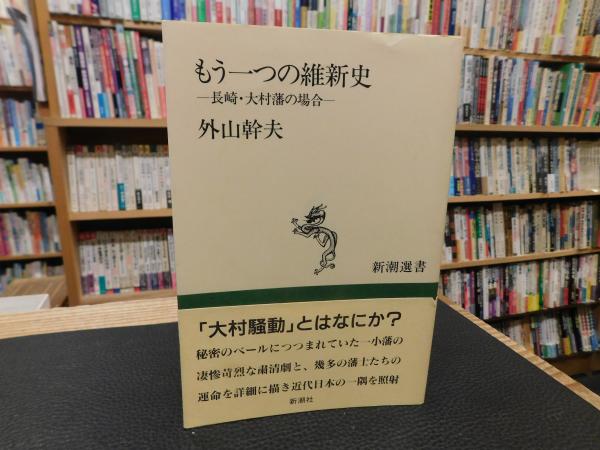 もう一つの維新史
―長崎・大村藩の場合―
外山幹夫
新潮選書
「大村騒動」とはなにか?
秘密のベールにつつまれていた一小藩の
凄惨苛烈な粛清劇と、幾多の藩士たちの
運命を詳細に描き近代日本の一隅を照射
新潮社